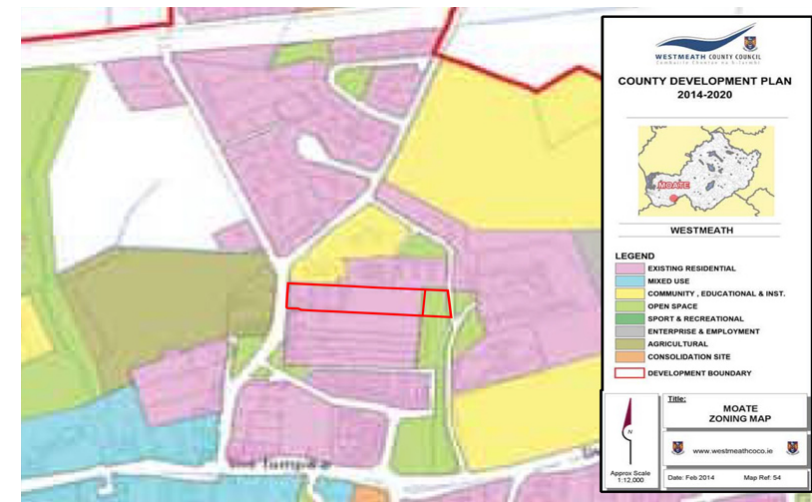 WESTMEATH COUNTY COUNCIL
COUNTY DEVELOPMENT PLAN
2014-2020
MOATE
WESTMEATH
LEGEND
EXISTING RESIDENTIAL
MIXED USE
COMMUNITY , EDUCATIONAL & INST.
OPEN SPACE
SPORT & RECREATIONAL
ENTERPRISE & EMPLOYMENT
AGRICULTURAL
CONSOLIDATION SITE
DEVELOPMENT BOUNDARY
N
Approx Scale
1:12,000
Title:
MOATE
ZONING MAP
www.westmeathcoco.ie
Date: Feb 2014 Map Ref: 54